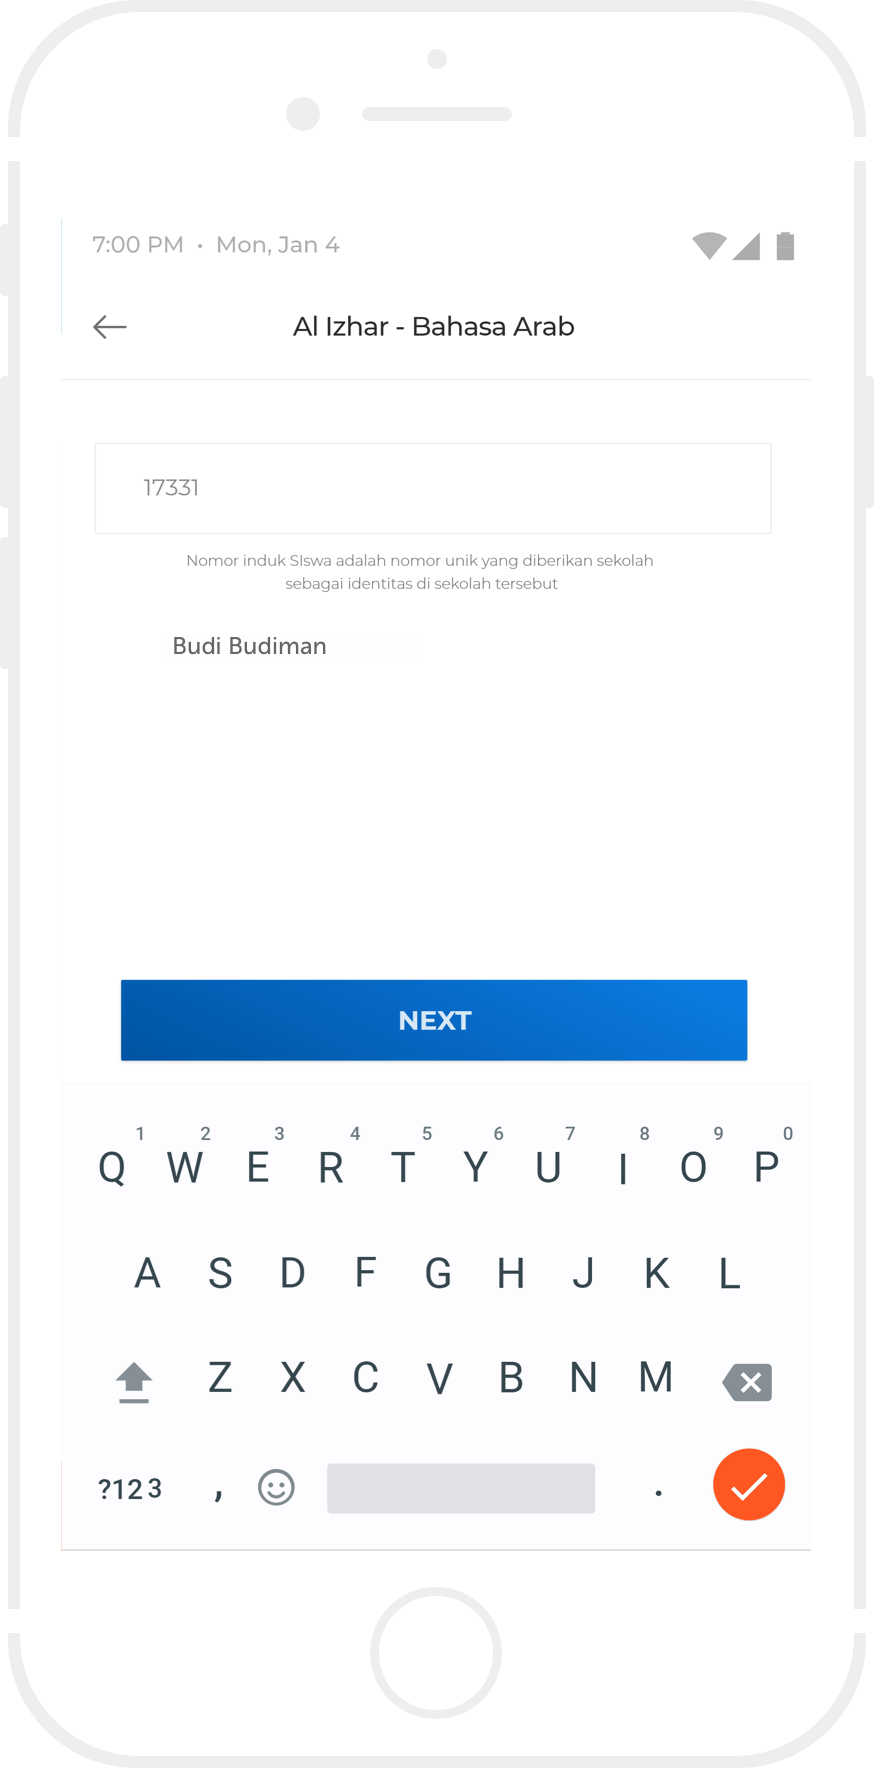 7:00 PM • Mon, Jan 4
Al Izhar - Bahasa Arab
17331
Nomor induk SIswa adalah nomor unik yang diberikan sekolah
sebagai identitas di sekolah tersebut
Budi Budiman
NEXT
1 2 3 4 5 6 7 8 9 0
Q W E R T Y U I O P
A S D F G H J K L
Z X C V B N M
?123 , .